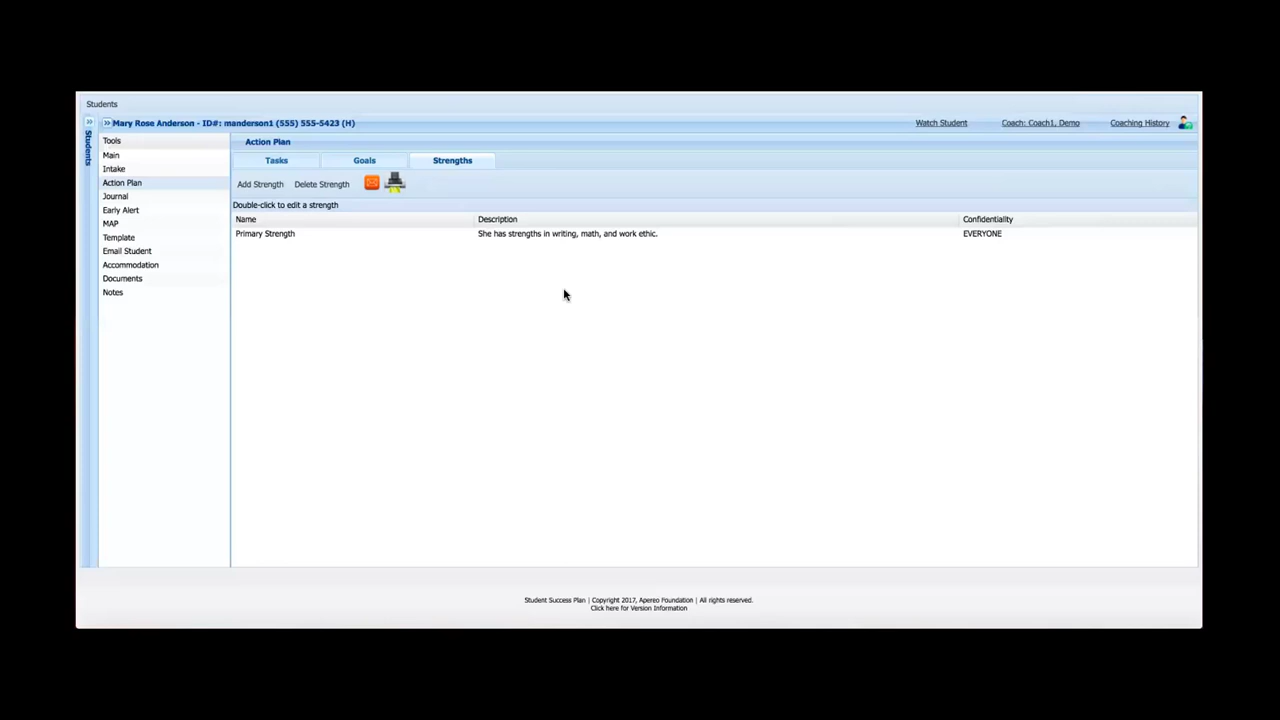 Students
Mary Rose Anderson - ID#: manderson1 (555) 555-5423 (H)
Watch Student
Coach: Coach1, Demo
Coaching History
Students
Tools
Main
Intake
Action Plan
Journal
Early Alert
MAP
Template
Email Student
Accommodation
Documents
Notes
Action Plan
Tasks
Goals
Strengths
Add Strength
Delete Strength
Double-click to edit a strength
Name
Description
Confidentiality
Primary Strength
She has strengths in writing, math, and work ethic.
EVERYONE
Student Success Plan | Copyright 2017, Apereo Foundation | All rights reserved.
Click here for Version Information